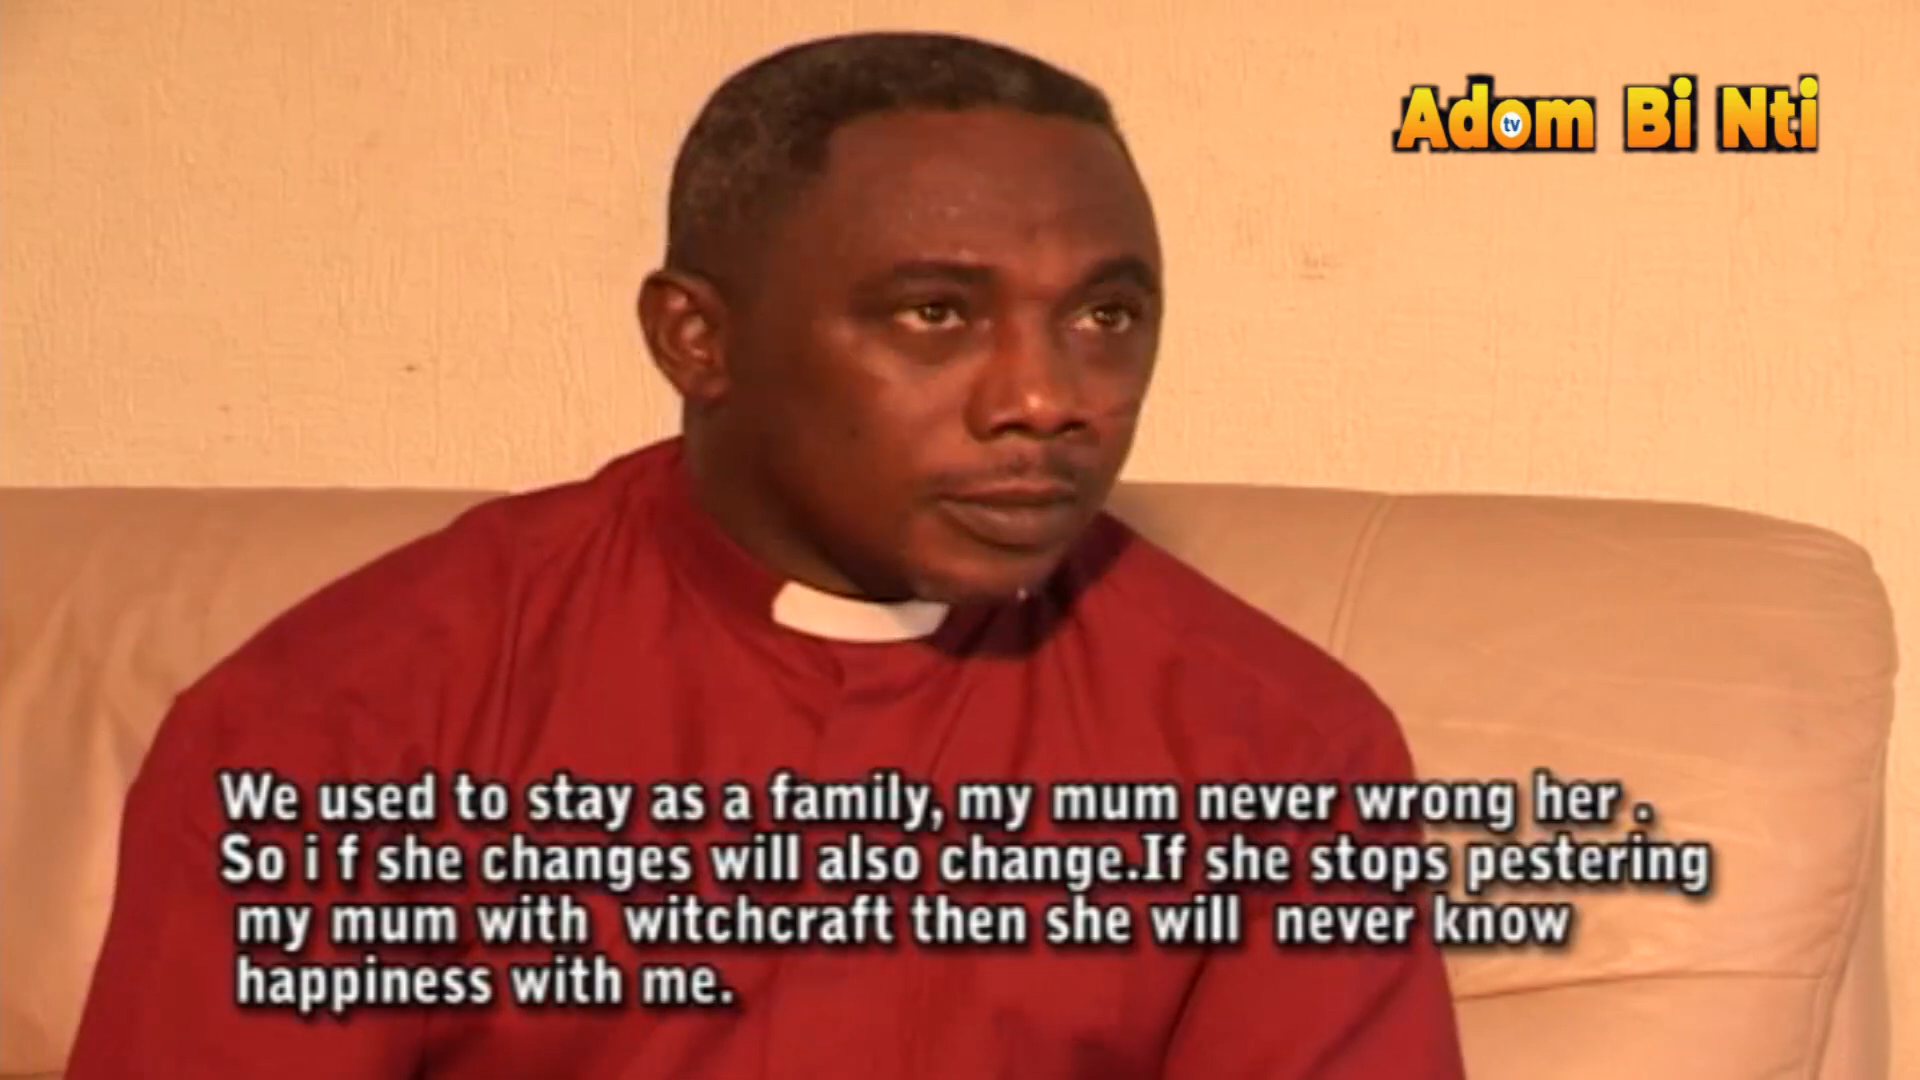 Adom Bi Nti
tv
We used to stay as a family, my mum never wrong her .
So i f she changes will also change.If she stops pestering
my mum with witchcraft then she will never know
happiness with me.